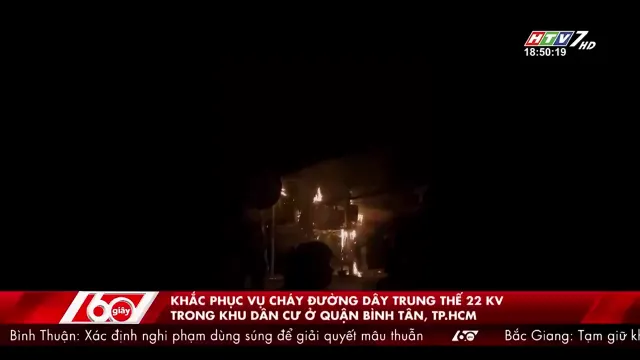 HTV7 HD
18:50:19
60 giây
KHẮC PHỤC VỤ CHÁY ĐƯỜNG DÂY TRUNG THẾ 22 KV
TRONG KHU DÂN CƯ Ở QUẬN BÌNH TÂN, TP.HCM
Bình Thuận: Xác định nghi phạm dùng súng để giải quyết mâu thuẫn
60
Bắc Giang: Tạm giữ